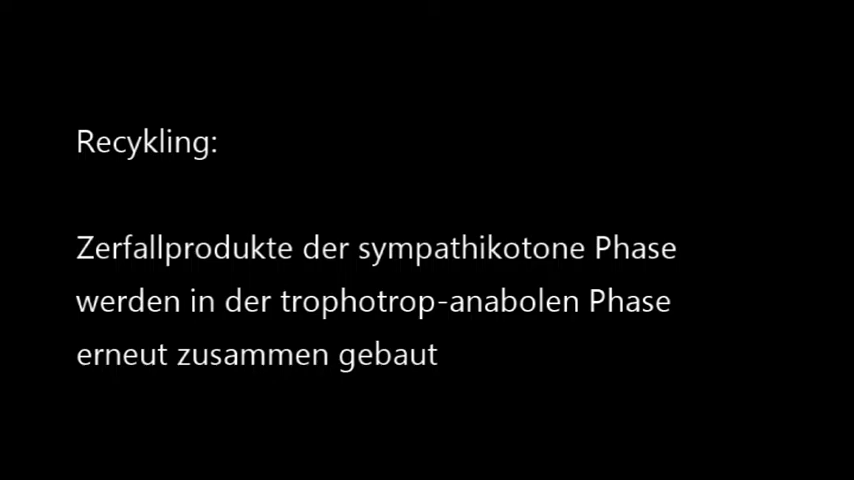 Recykling:
Zerfallprodukte der sympathikotone Phase
werden in der trophotrop-anabolen Phase
erneut zusammen gebaut